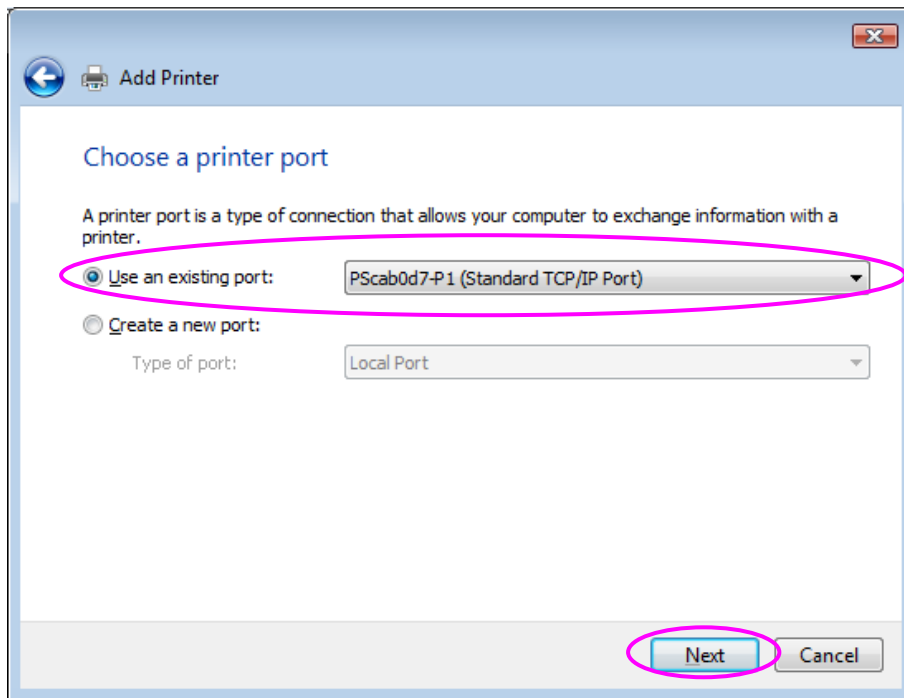 Add Printer
Choose a printer port
A printer port is a type of connection that allows your computer to exchange information with a
printer.
Use an existing port: PScab0d7-P1 (Standard TCP/IP Port)
Create a new port:
Type of port: Local Port
Next Cancel